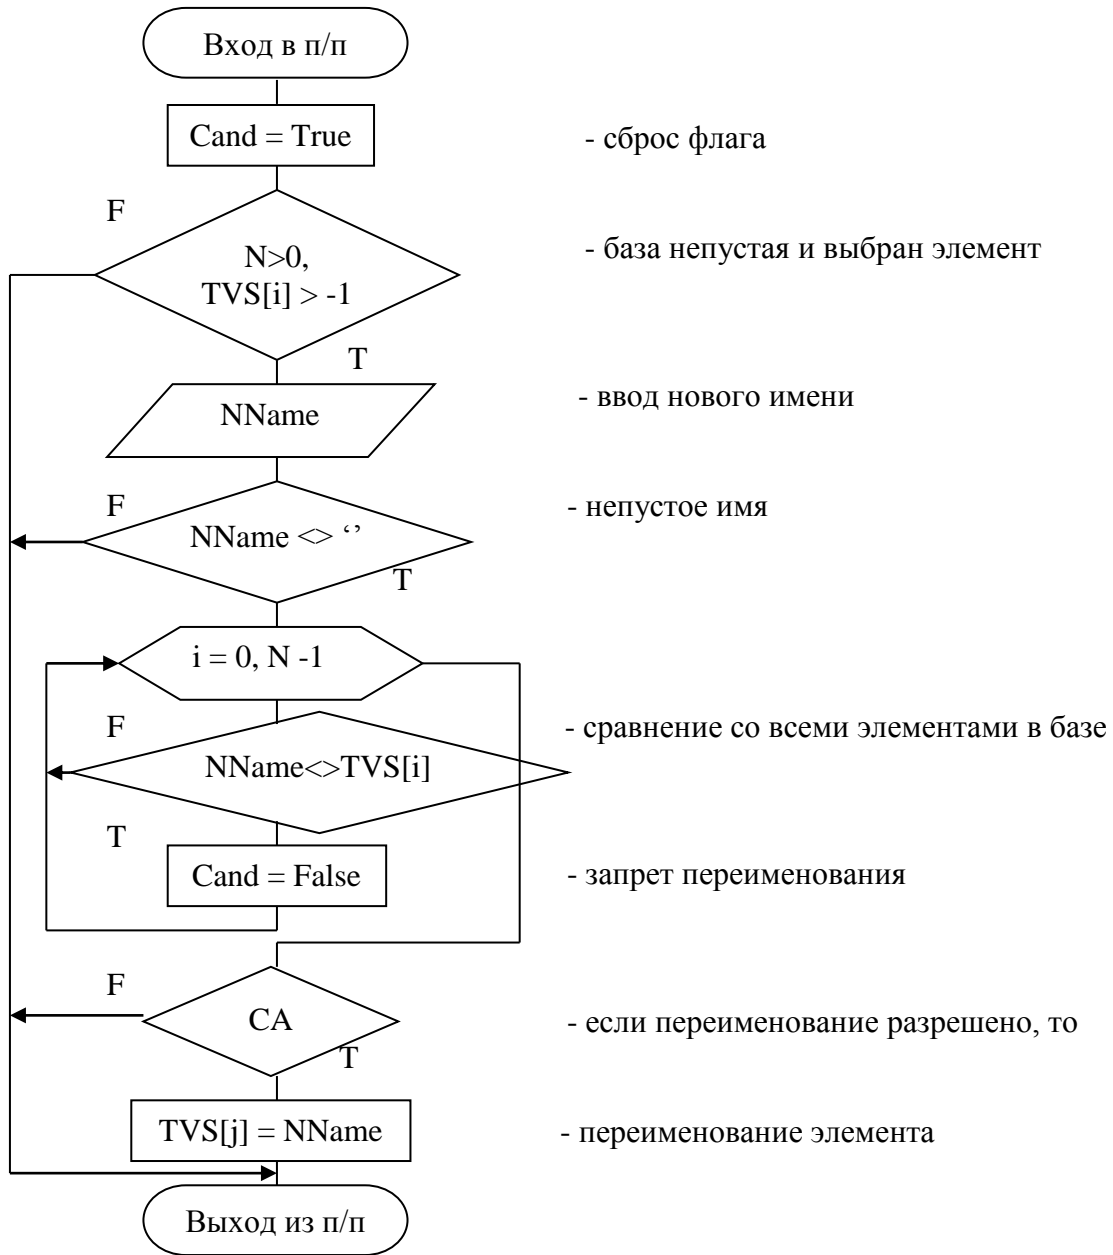 Вход в п/п
Cand = True
- сброс флага
F
N>0,
TVS[i] > -1
- база непустая и выбран элемент
T
NName
- ввод нового имени
F
NName <> ‘’
- непустое имя
T
i = 0, N -1
F
NName<>TVS[i]
- сравнение со всеми элементами в базе
T
Cand = False
- запрет переименования
F
CA
- если переименование разрешено, то
T
TVS[j] = NName
- переименование элемента
Выход из п/п